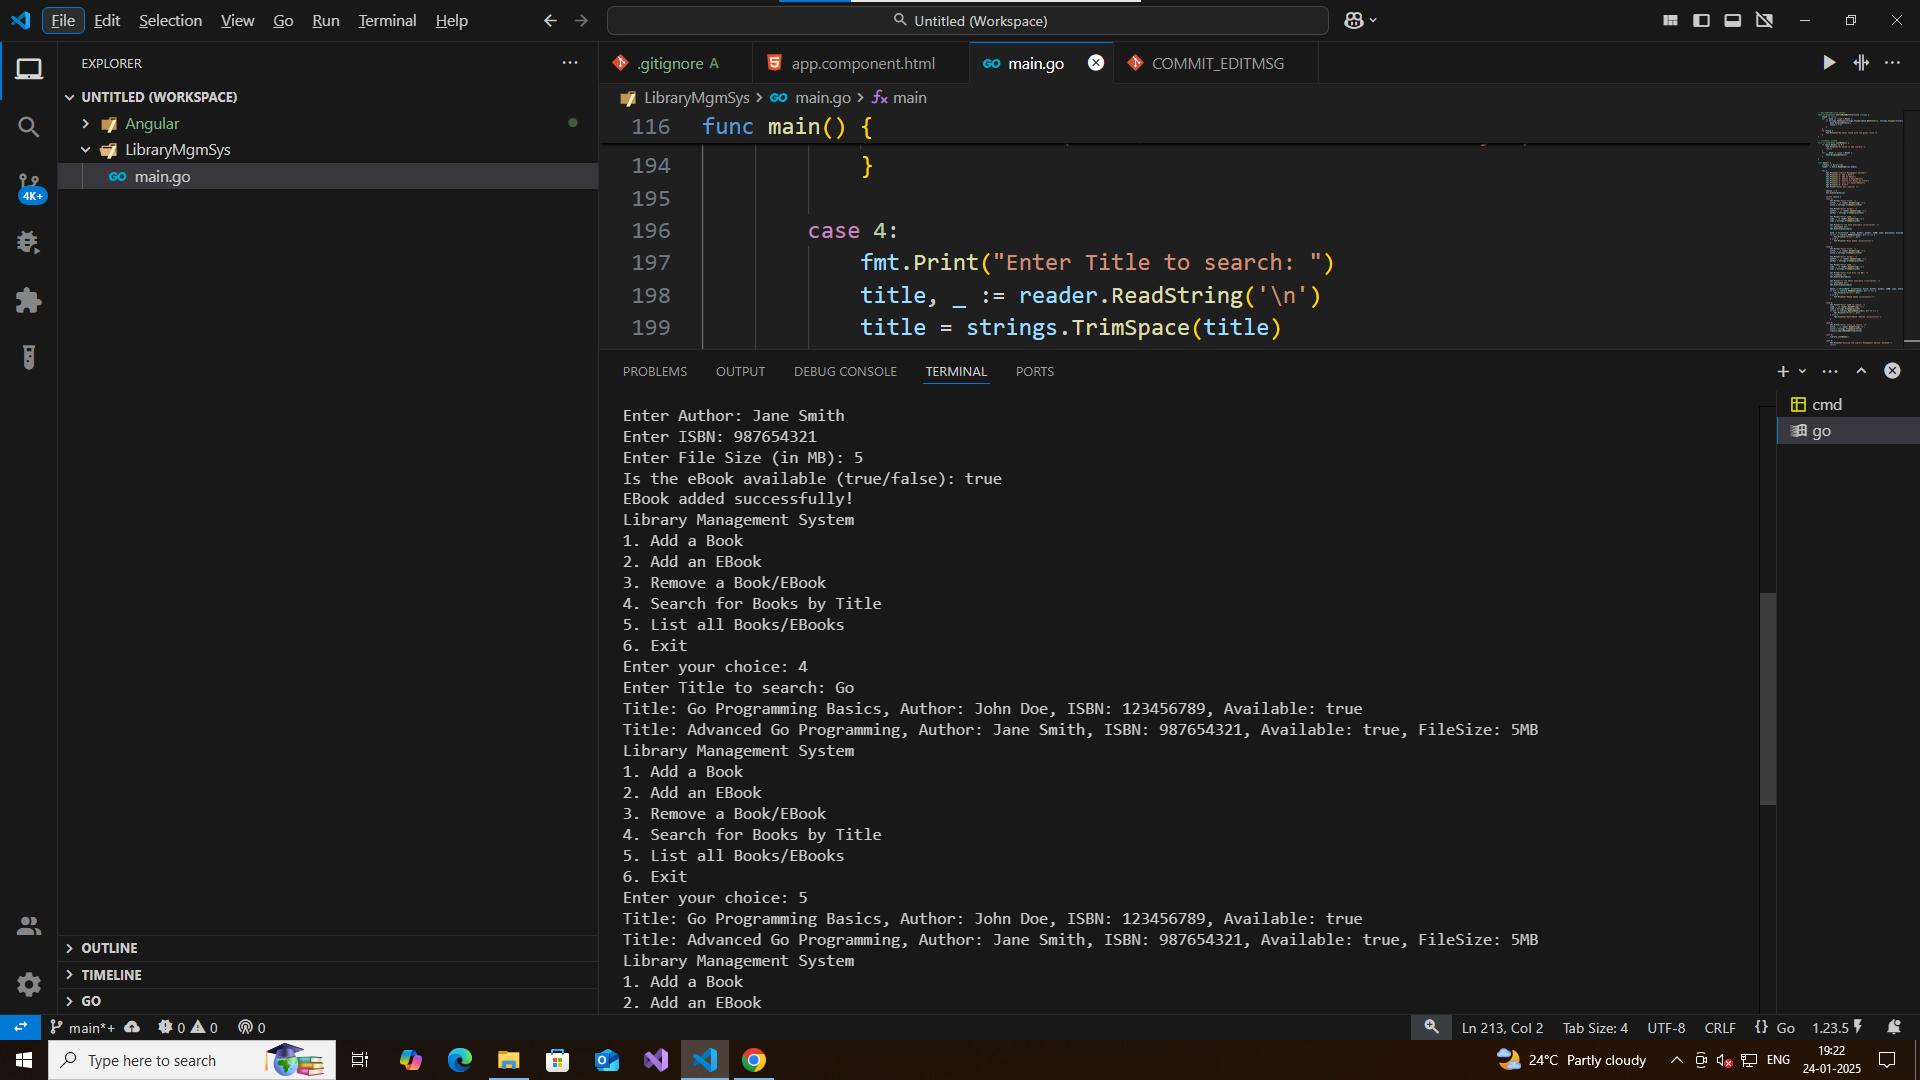 File Edit Selection View Go Run Terminal Help
Untitled (Workspace)
EXPLORER
UNTITLED (WORKSPACE)
Angular
LibraryMgmSys
main.go
4K+
OUTLINE
TIMELINE
GO
.gitignore A
app.component.html
main.go
COMMIT_EDITMSG
LibraryMgmSys > main.go > main
116 func main() {
194 }
195
196 case 4:
197 fmt.Print("Enter Title to search: ")
198 title, _ := reader.ReadString('\n')
199 title = strings.TrimSpace(title)
PROBLEMS OUTPUT DEBUG CONSOLE TERMINAL PORTS
cmd
go
Enter Author: Jane Smith
Enter ISBN: 987654321
Enter File Size (in MB): 5
Is the eBook available (true/false): true
EBook added successfully!
Library Management System
1. Add a Book
2. Add an EBook
3. Remove a Book/EBook
4. Search for Books by Title
5. List all Books/EBooks
6. Exit
Enter your choice: 4
Enter Title to search: Go
Title: Go Programming Basics, Author: John Doe, ISBN: 123456789, Available: true
Title: Advanced Go Programming, Author: Jane Smith, ISBN: 987654321, Available: true, FileSize: 5MB
Library Management System
1. Add a Book
2. Add an EBook
3. Remove a Book/EBook
4. Search for Books by Title
5. List all Books/EBooks
6. Exit
Enter your choice: 5
Title: Go Programming Basics, Author: John Doe, ISBN: 123456789, Available: true
Title: Advanced Go Programming, Author: Jane Smith, ISBN: 987654321, Available: true, FileSize: 5MB
Library Management System
1. Add a Book
2. Add an EBook
main*+ 0 0 0
Ln 213, Col 2 Tab Size: 4 UTF-8 CRLF {} Go 1.23.5
Type here to search
24°C Partly cloudy
ENG
19:22
24-01-2025